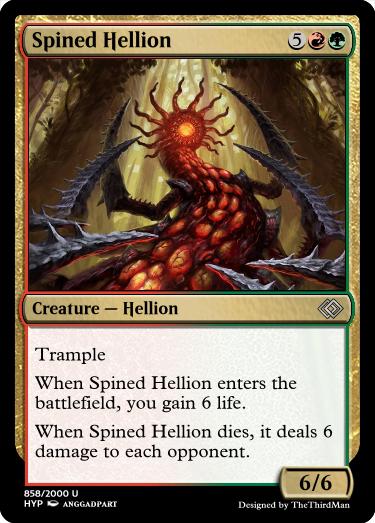 Spined Hellion 5
Creature — Hellion
Trample
When Spined Hellion enters the
battlefield, you gain 6 life.
When Spined Hellion dies, it deals 6
damage to each opponent.
6/6
858/2000 U
HYP ANGGADPART
Designed by TheThirdMan